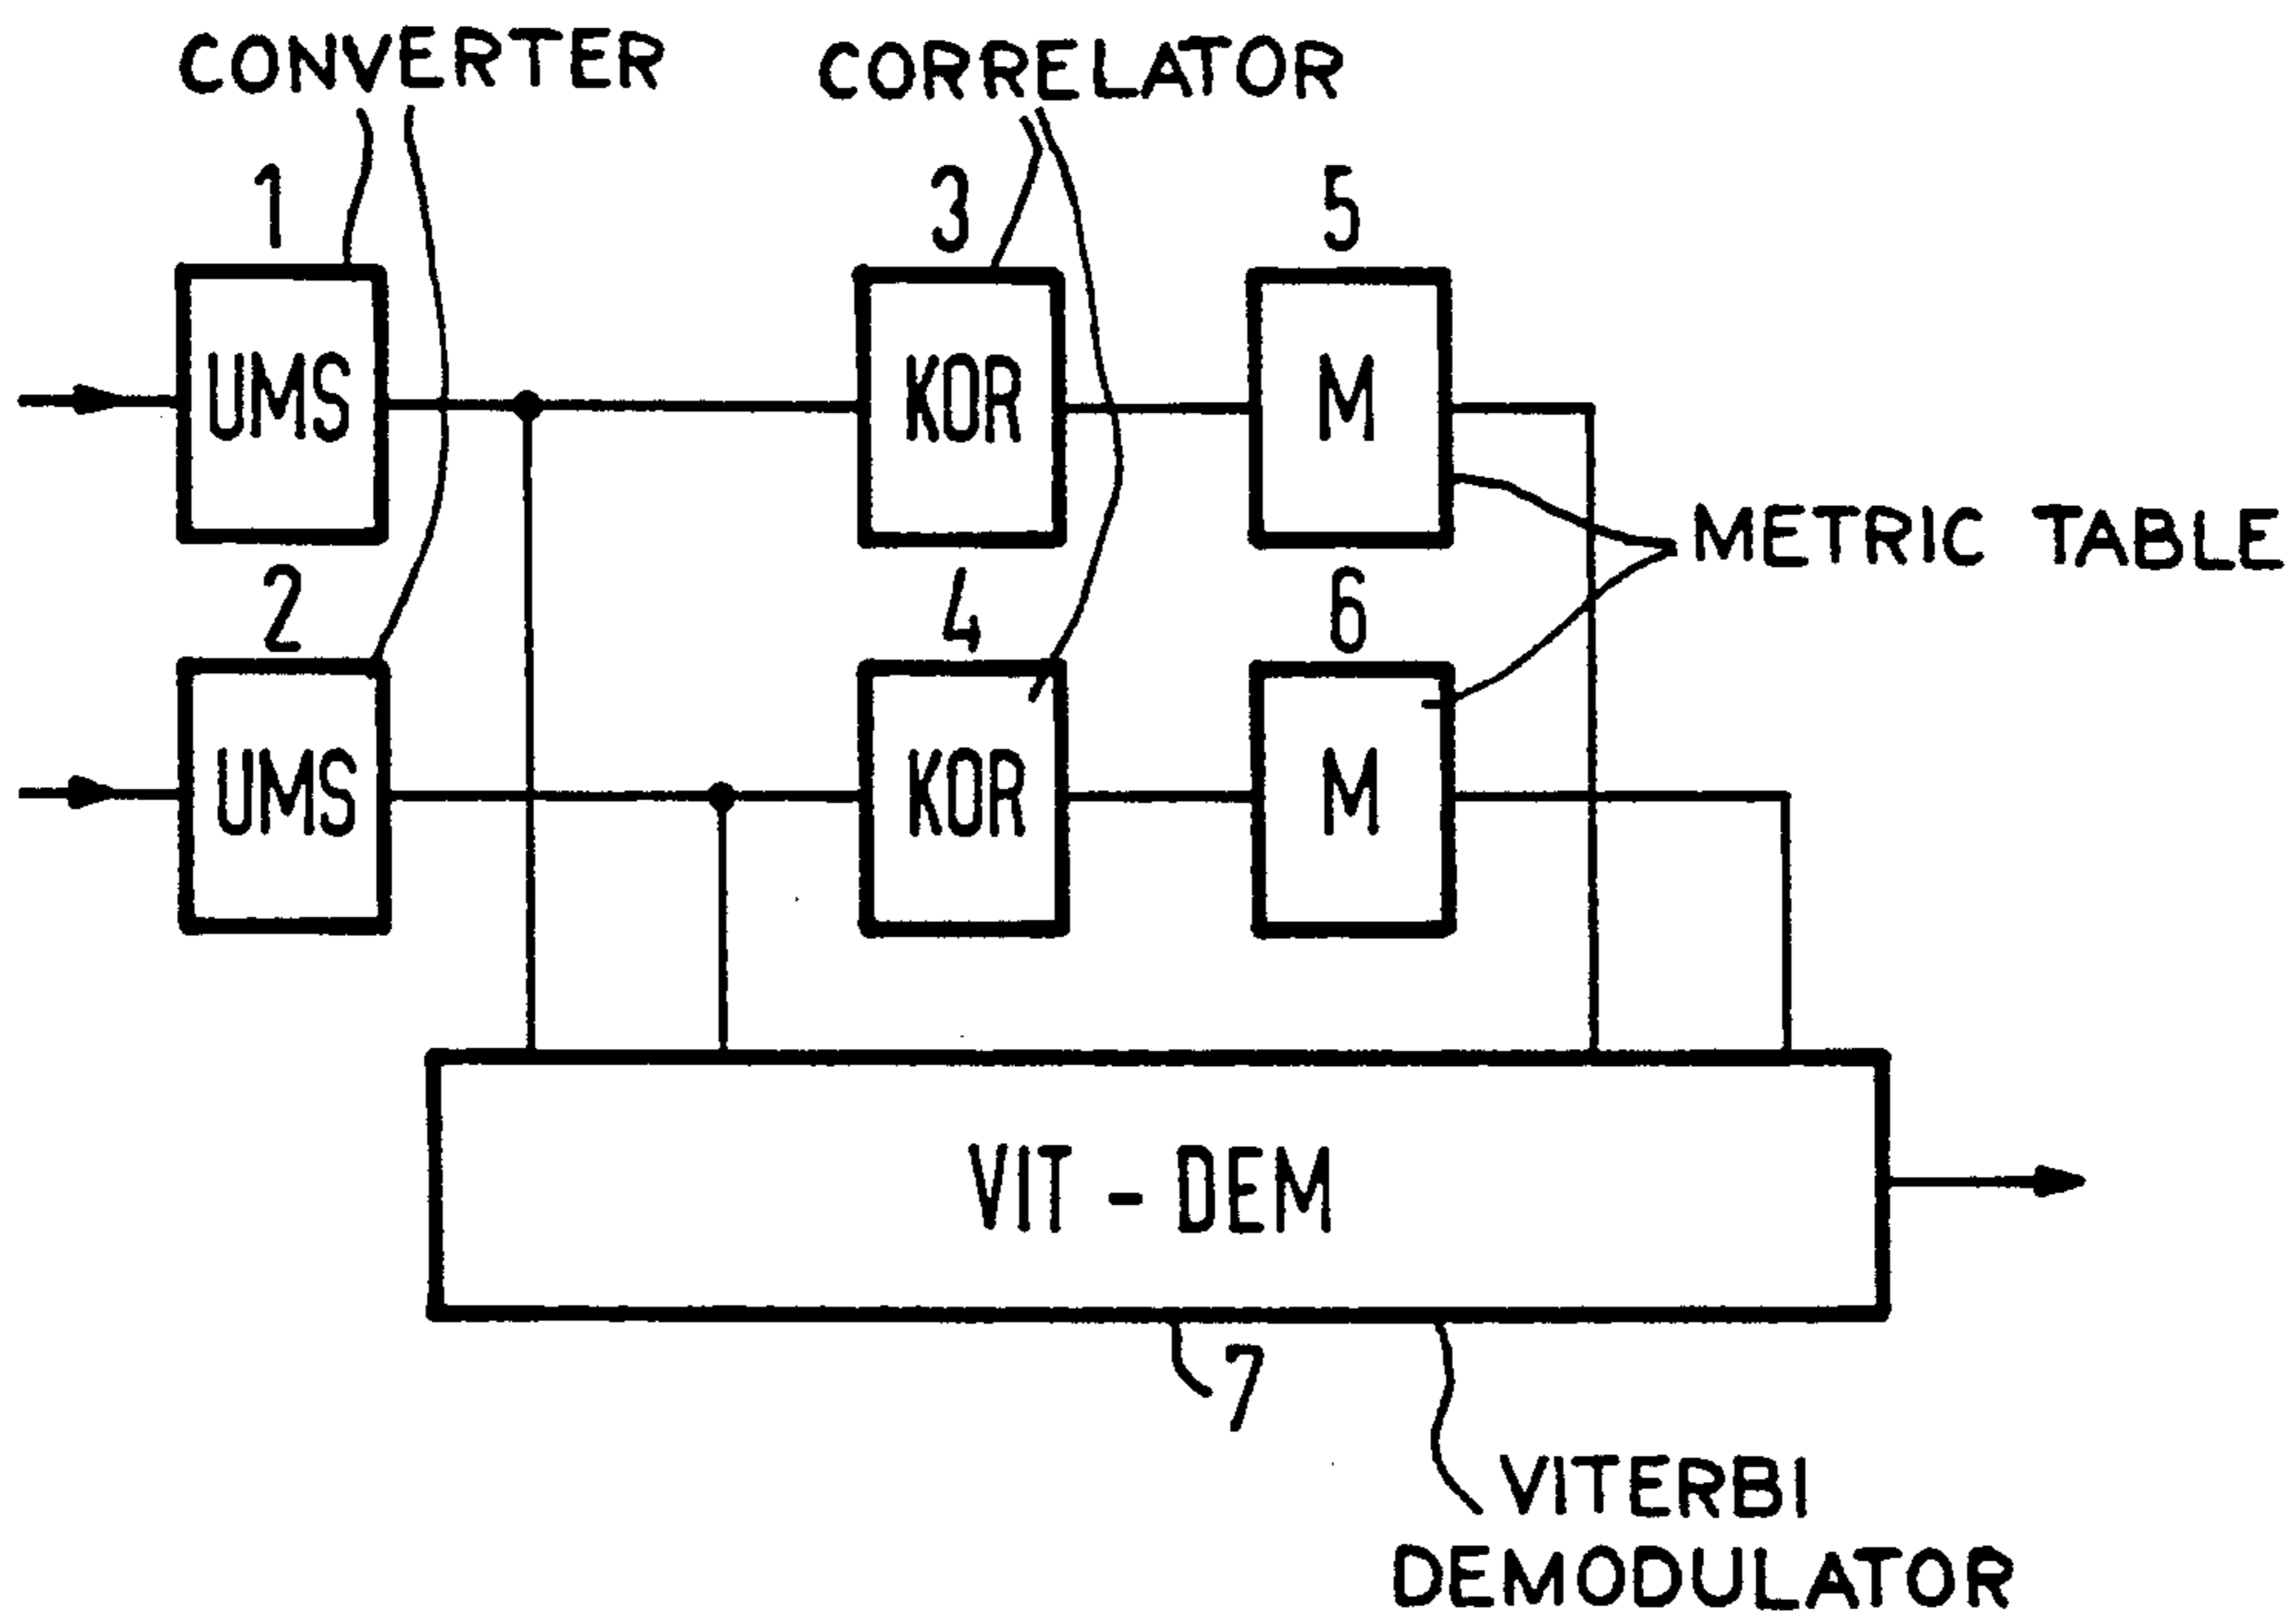 CONVERTER
CORRELATOR
1
3
5
UMS
KOR
M
METRIC TABLE
2
4
6
UMS
KOR
M
VIT - DEM
7
VITERBI
DEMODULATOR